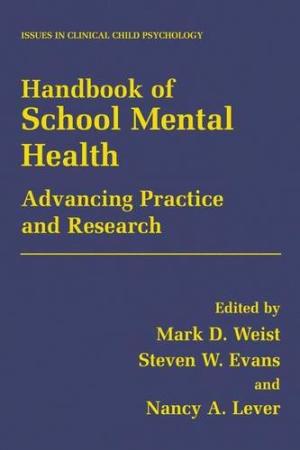 ISSUES IN CLINICAL CHILD PSYCHOLOGY
Handbook of
School Mental
Health
Advancing Practice
and Research
Edited by
Mark D. Weist
Steven W. Evans
and
Nancy A. Lever